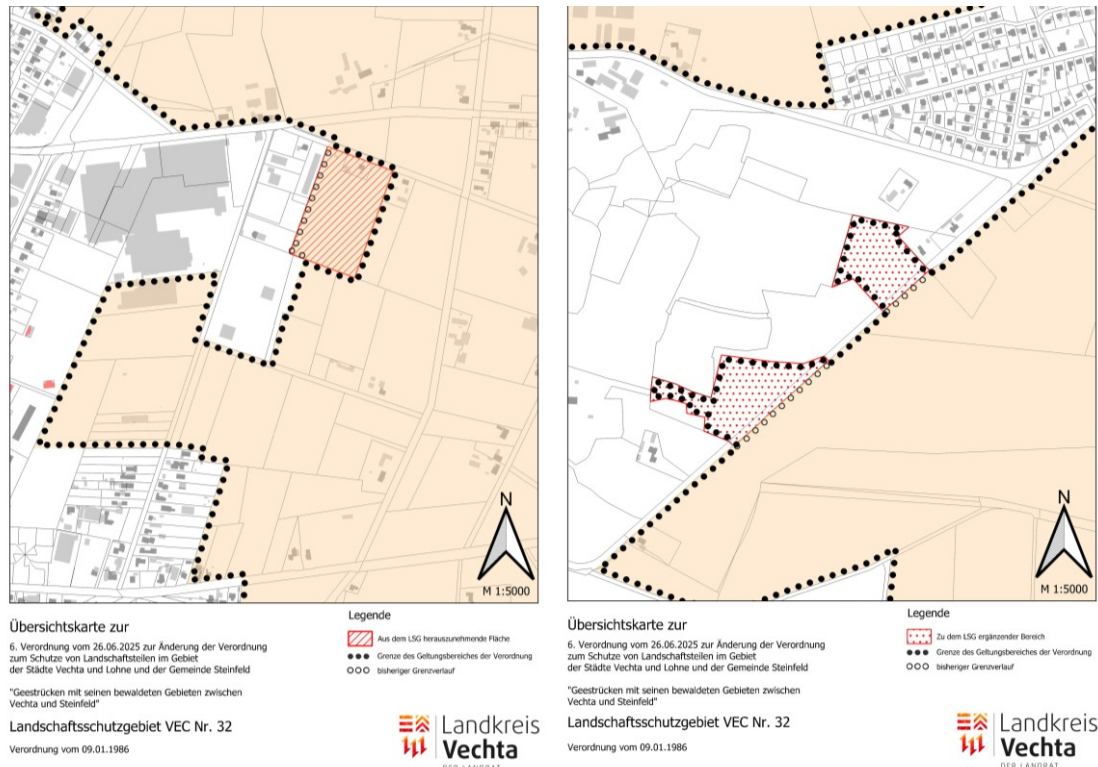 N
M 1:5000
Übersichtskarte zur
6. Verordnung vom 26.06.2025 zur Änderung der Verordnung
zum Schutze von Landschaftsteilen im Gebiet
der Städte Vechta und Lohne und der Gemeinde Steinfeld
"Geestrücken mit seinen bewaldeten Gebieten zwischen
Vechta und Steinfeld"
Landschaftsschutzgebiet VEC Nr. 32
Verordnung vom 09.01.1986
Legende
Aus dem LSG herauszunehmende Fläche
Grenze des Geltungsbereiches der Verordnung
bisheriger Grenzverlauf
Landkreis
Vechta
DER LANDRAT
N
M 1:5000
Übersichtskarte zur
6. Verordnung vom 26.06.2025 zur Änderung der Verordnung
zum Schutze von Landschaftsteilen im Gebiet
der Städte Vechta und Lohne und der Gemeinde Steinfeld
"Geestrücken mit seinen bewaldeten Gebieten zwischen
Vechta und Steinfeld"
Landschaftsschutzgebiet VEC Nr. 32
Verordnung vom 09.01.1986
Legende
Zu dem LSG ergänzender Bereich
Grenze des Geltungsbereiches der Verordnung
bisheriger Grenzverlauf
Landkreis
Vechta
DER LANDRAT